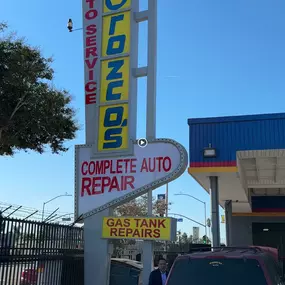 TO SERVICE
OROZCO'S
COMPLETE AUTO
REPAIR
GAS TANK
REPAIRS